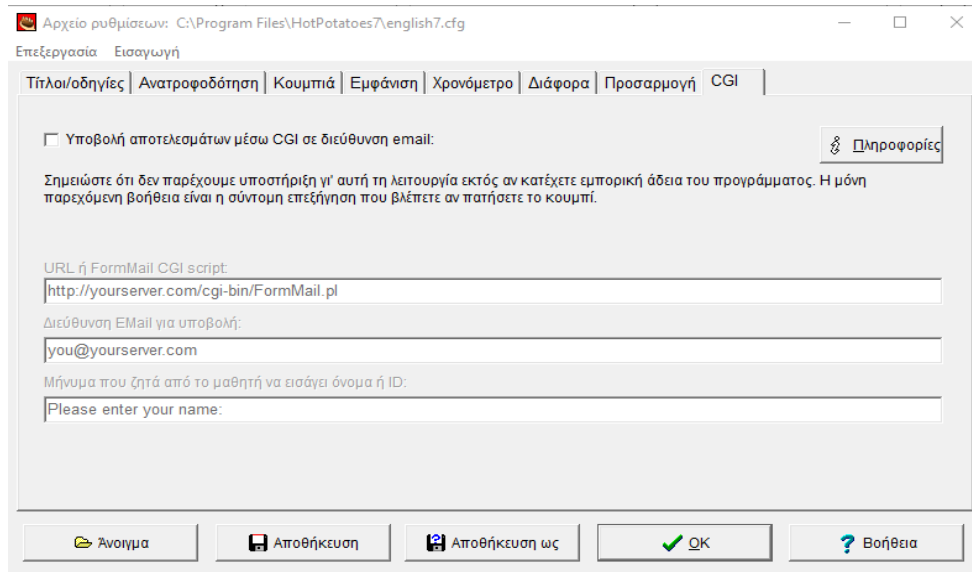 Αρχείο ρυθμίσεων: C:\Program Files\HotPotatoes7\english7.cfg
Επεξεργασία Εισαγωγή
Τίτλοι/οδηγίες Ανατροφοδότηση Κουμπιά Εμφάνιση Χρονόμετρο Διάφορα Προσαρμογή CGI
Υποβολή αποτελεσμάτων μέσω CGI σε διεύθυνση email:
Πληροφορίες
Σημειώστε ότι δεν παρέχουμε υποστήριξη γι' αυτή τη λειτουργία εκτός αν κατέχετε εμπορική άδεια του προγράμματος. Η μόνη
παρεχόμενη βοήθεια είναι η σύντομη επεξήγηση που βλέπετε αν πατήσετε το κουμπί.
URL ή FormMail CGI script:
http://yourserver.com/cgi-bin/FormMail.pl
Διεύθυνση EMail για υποβολή:
you@yourserver.com
Μήνυμα που ζητά από το μαθητή να εισάγει όνομα ή ID:
Please enter your name:
Άνοιγμα Αποθήκευση Αποθήκευση ως OK Βοήθεια